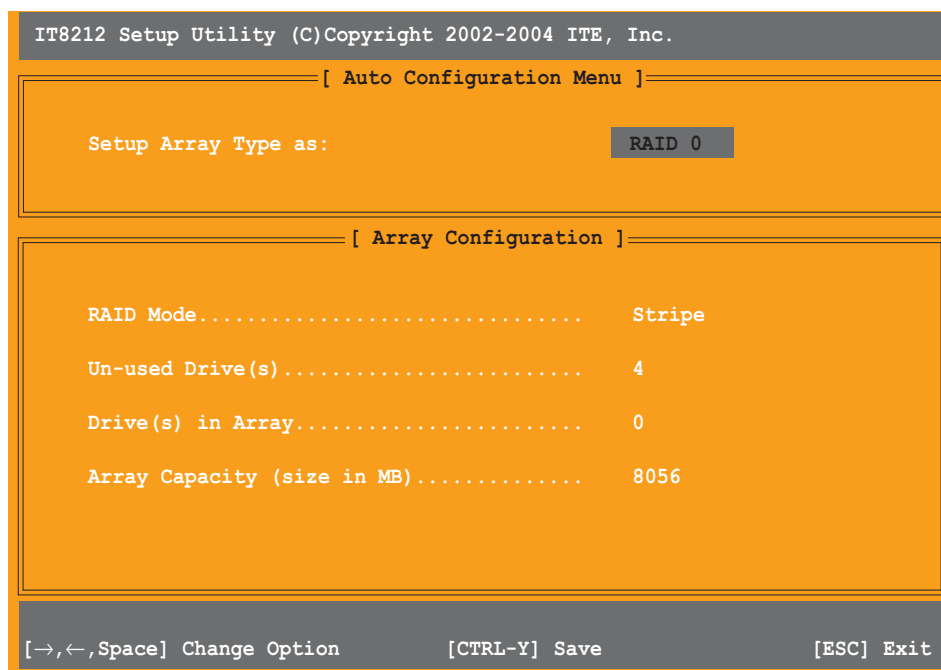 IT8212 Setup Utility (C)Copyright 2002-2004 ITE, Inc.
[ Auto Configuration Menu ]
Setup Array Type as: RAID 0
[ Array Configuration ]
RAID Mode................................ Stripe
Un-used Drive(s)......................... 4
Drive(s) in Array........................ 0
Array Capacity (size in MB).............. 8056
[→,←,Space] Change Option [CTRL-Y] Save [ESC] Exit